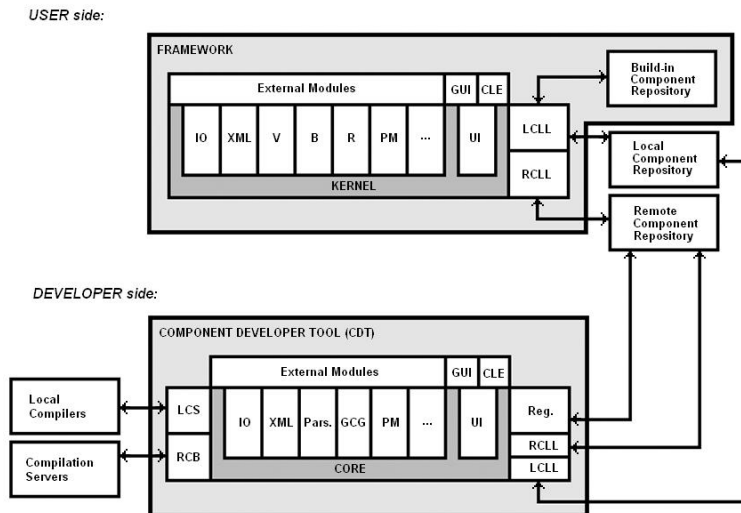 USER side:
FRAMEWORK
External Modules
GUI
CLE
Build-in
Component
Repository
IO
XML
V
B
R
PM
...
UI
LCLL
KERNEL
RCLL
Local
Component
Repository
Remote
Component
Repository
DEVELOPER side:
COMPONENT DEVELOPER TOOL (CDT)
External Modules
GUI
CLE
Local
Compilers
LCS
IO
XML
Pars.
GCG
PM
...
UI
Reg.
Compilation
Servers
RCB
CORE
RCLL
LCLL